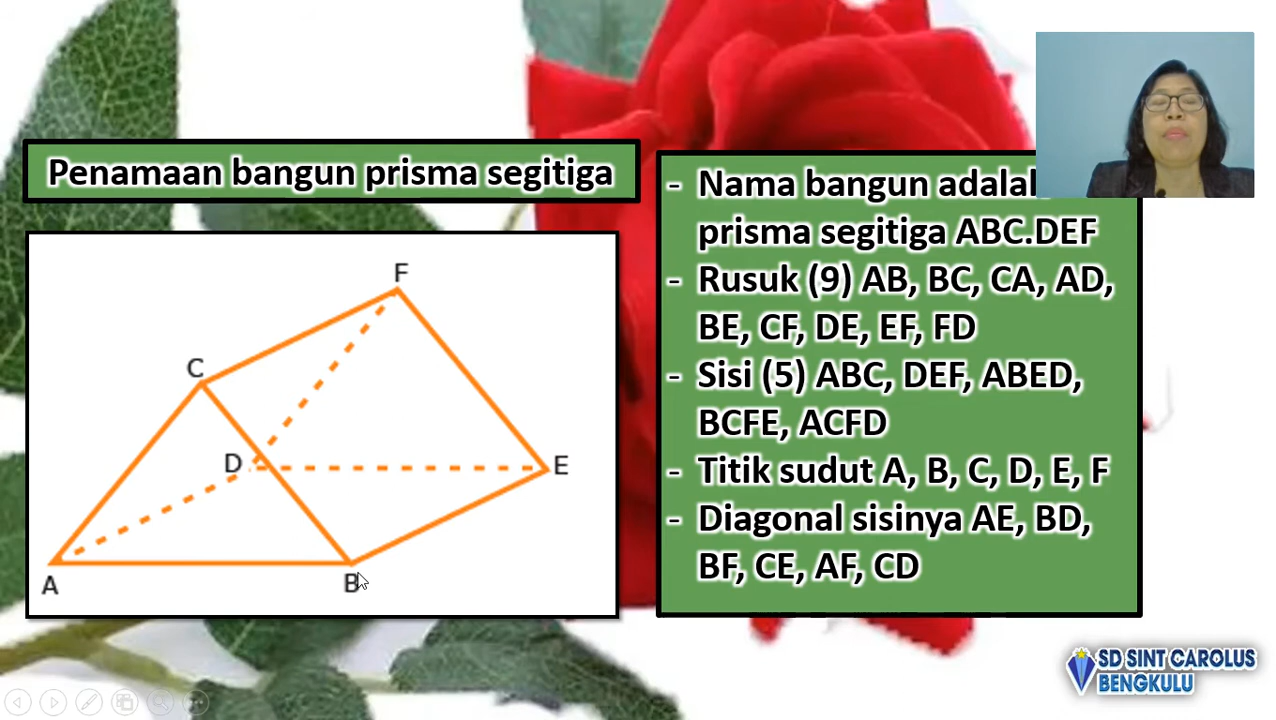 Penamaan bangun prisma segitiga
F
C
D
E
A
B
- Nama bangun
prisma segitiga ABC.DEF
- Rusuk (9) AB, BC, CA, AD,
BE, CF, DE, EF, FD
- Sisi (5) ABC, DEF, ABED,
BCFE, ACFD
- Titik sudut A, B, C, D, E, F
- Diagonal sisinya AE, BD,
BF, CE, AF, CD
SD SINT CAROLUS
BENGKULU